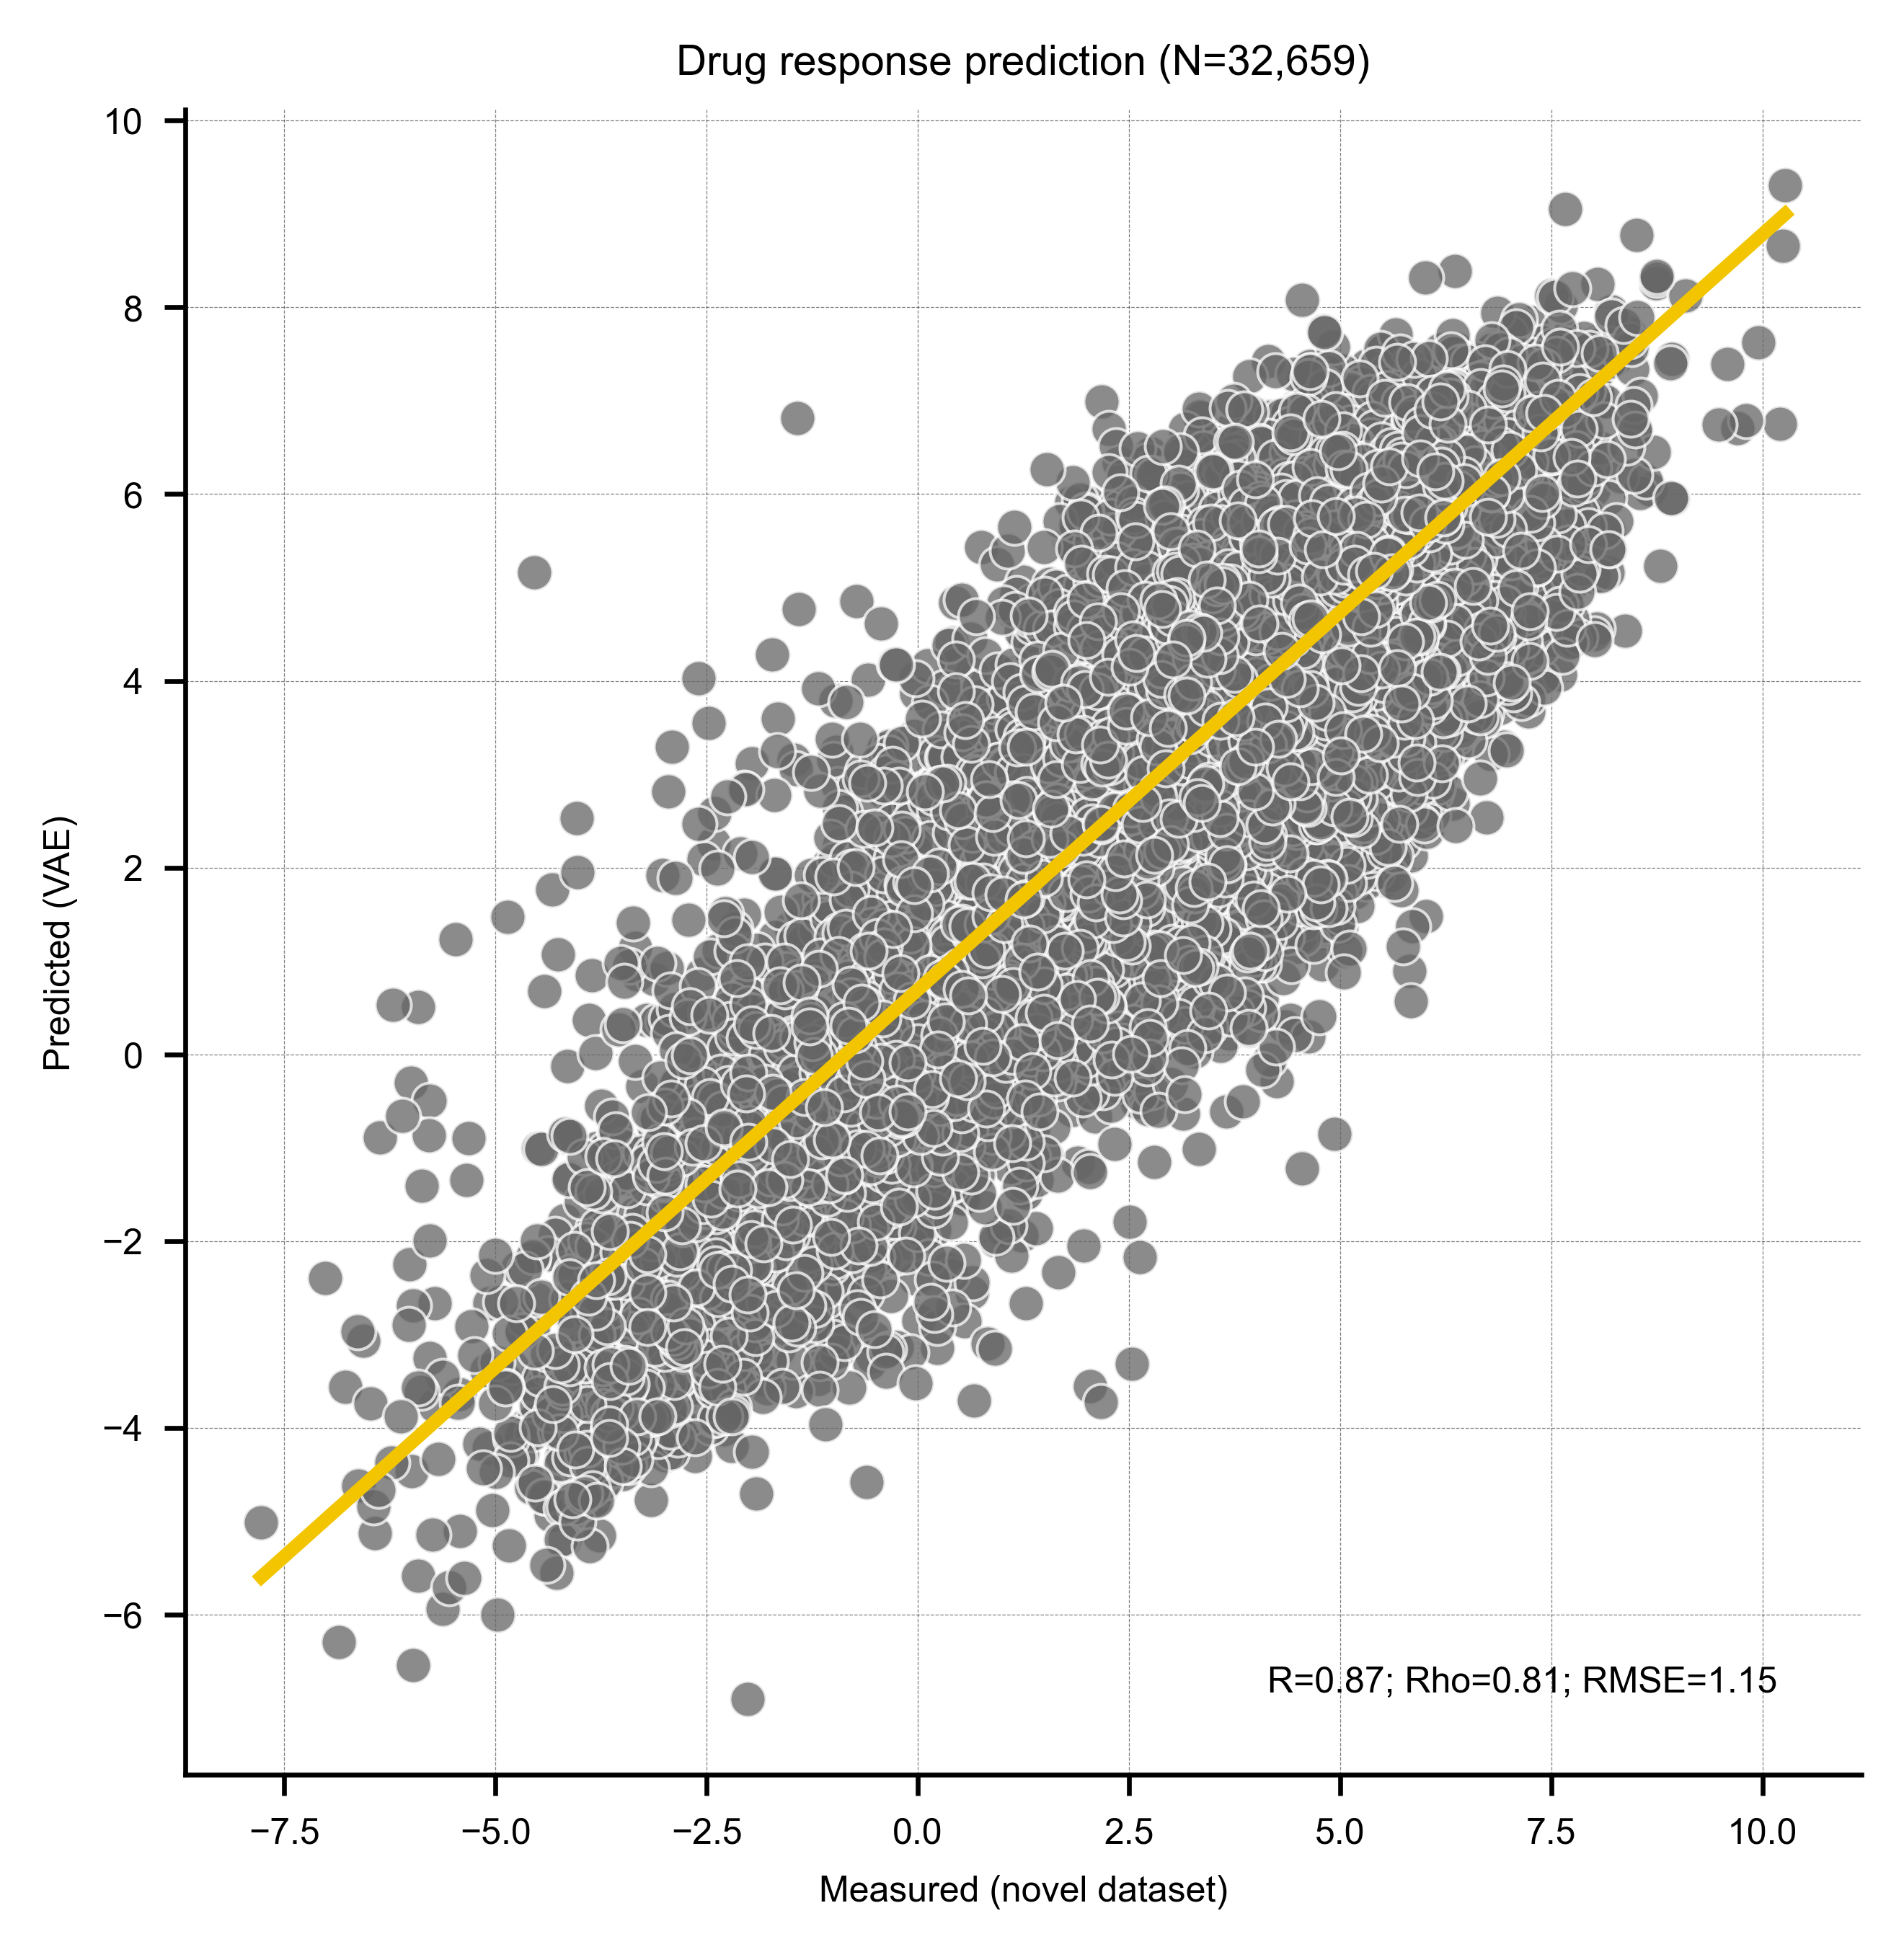 Drug response prediction (N=32,659)
10
8
6
4
2
0
−2
−4
−6
Predicted (VAE)
R=0.87; Rho=0.81; RMSE=1.15
−7.5 −5.0 −2.5 0.0 2.5 5.0 7.5 10.0
Measured (novel dataset)